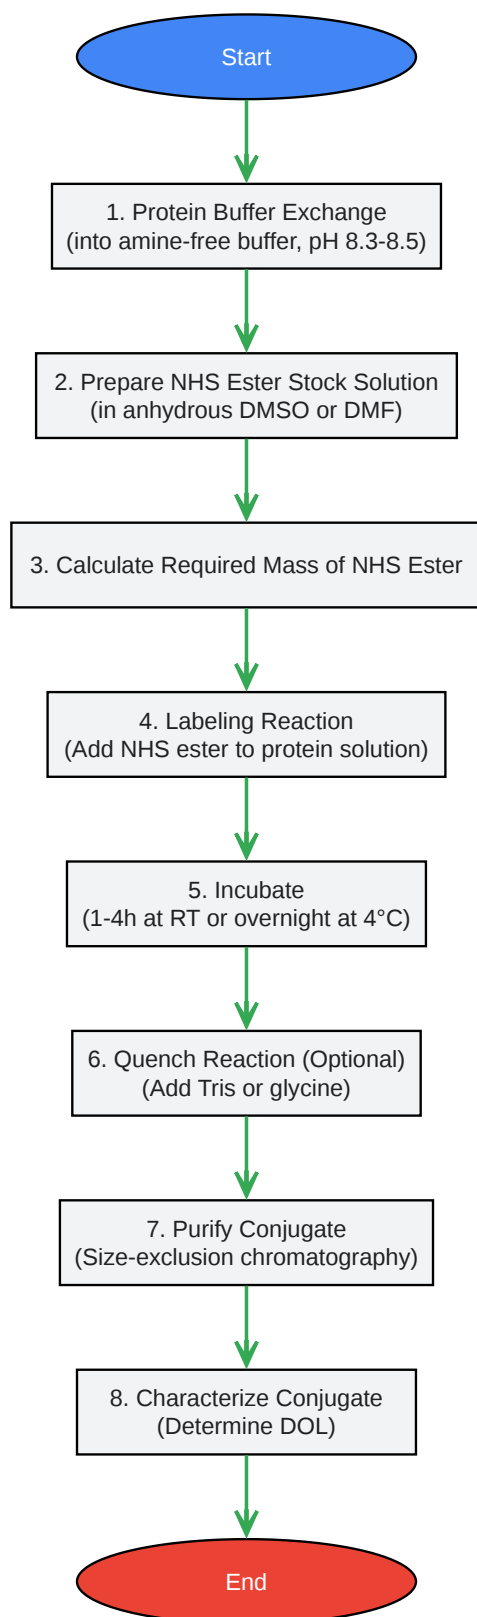 Start
1. Protein Buffer Exchange
(into amine-free buffer, pH 8.3-8.5)
2. Prepare NHS Ester Stock Solution
(in anhydrous DMSO or DMF)
3. Calculate Required Mass of NHS Ester
4. Labeling Reaction
(Add NHS ester to protein solution)
5. Incubate
(1-4h at RT or overnight at 4°C)
6. Quench Reaction (Optional)
(Add Tris or glycine)
7. Purify Conjugate
(Size-exclusion chromatography)
8. Characterize Conjugate
(Determine DOL)
End